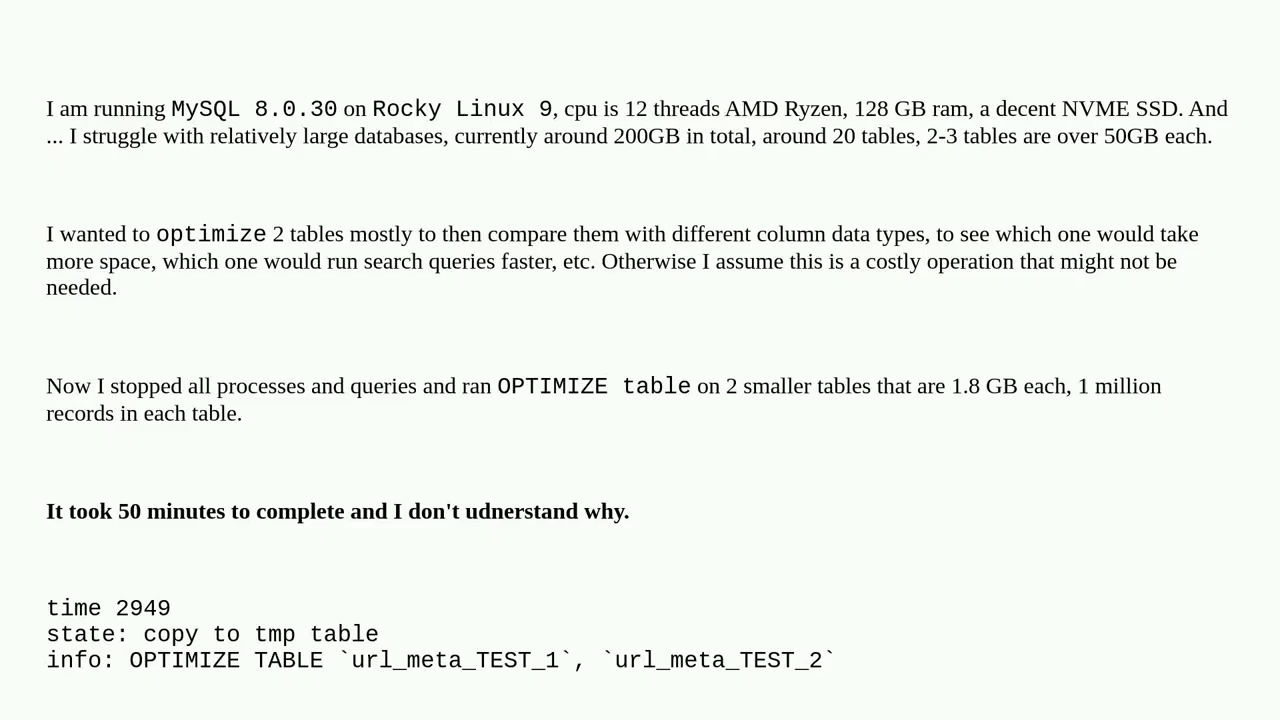 I am running MySQL 8.0.30 on Rocky Linux 9, cpu is 12 threads AMD Ryzen, 128 GB ram, a decent NVME SSD. And
... I struggle with relatively large databases, currently around 200GB in total, around 20 tables, 2-3 tables are over 50GB each.
I wanted to optimize 2 tables mostly to then compare them with different column data types, to see which one would take
more space, which one would run search queries faster, etc. Otherwise I assume this is a costly operation that might not be
needed.
Now I stopped all processes and queries and ran OPTIMIZE table on 2 smaller tables that are 1.8 GB each, 1 million
records in each table.
It took 50 minutes to complete and I don't udnerstand why.
time 2949
state: copy to tmp table
info: OPTIMIZE TABLE `url_meta_TEST_1`, `url_meta_TEST_2`